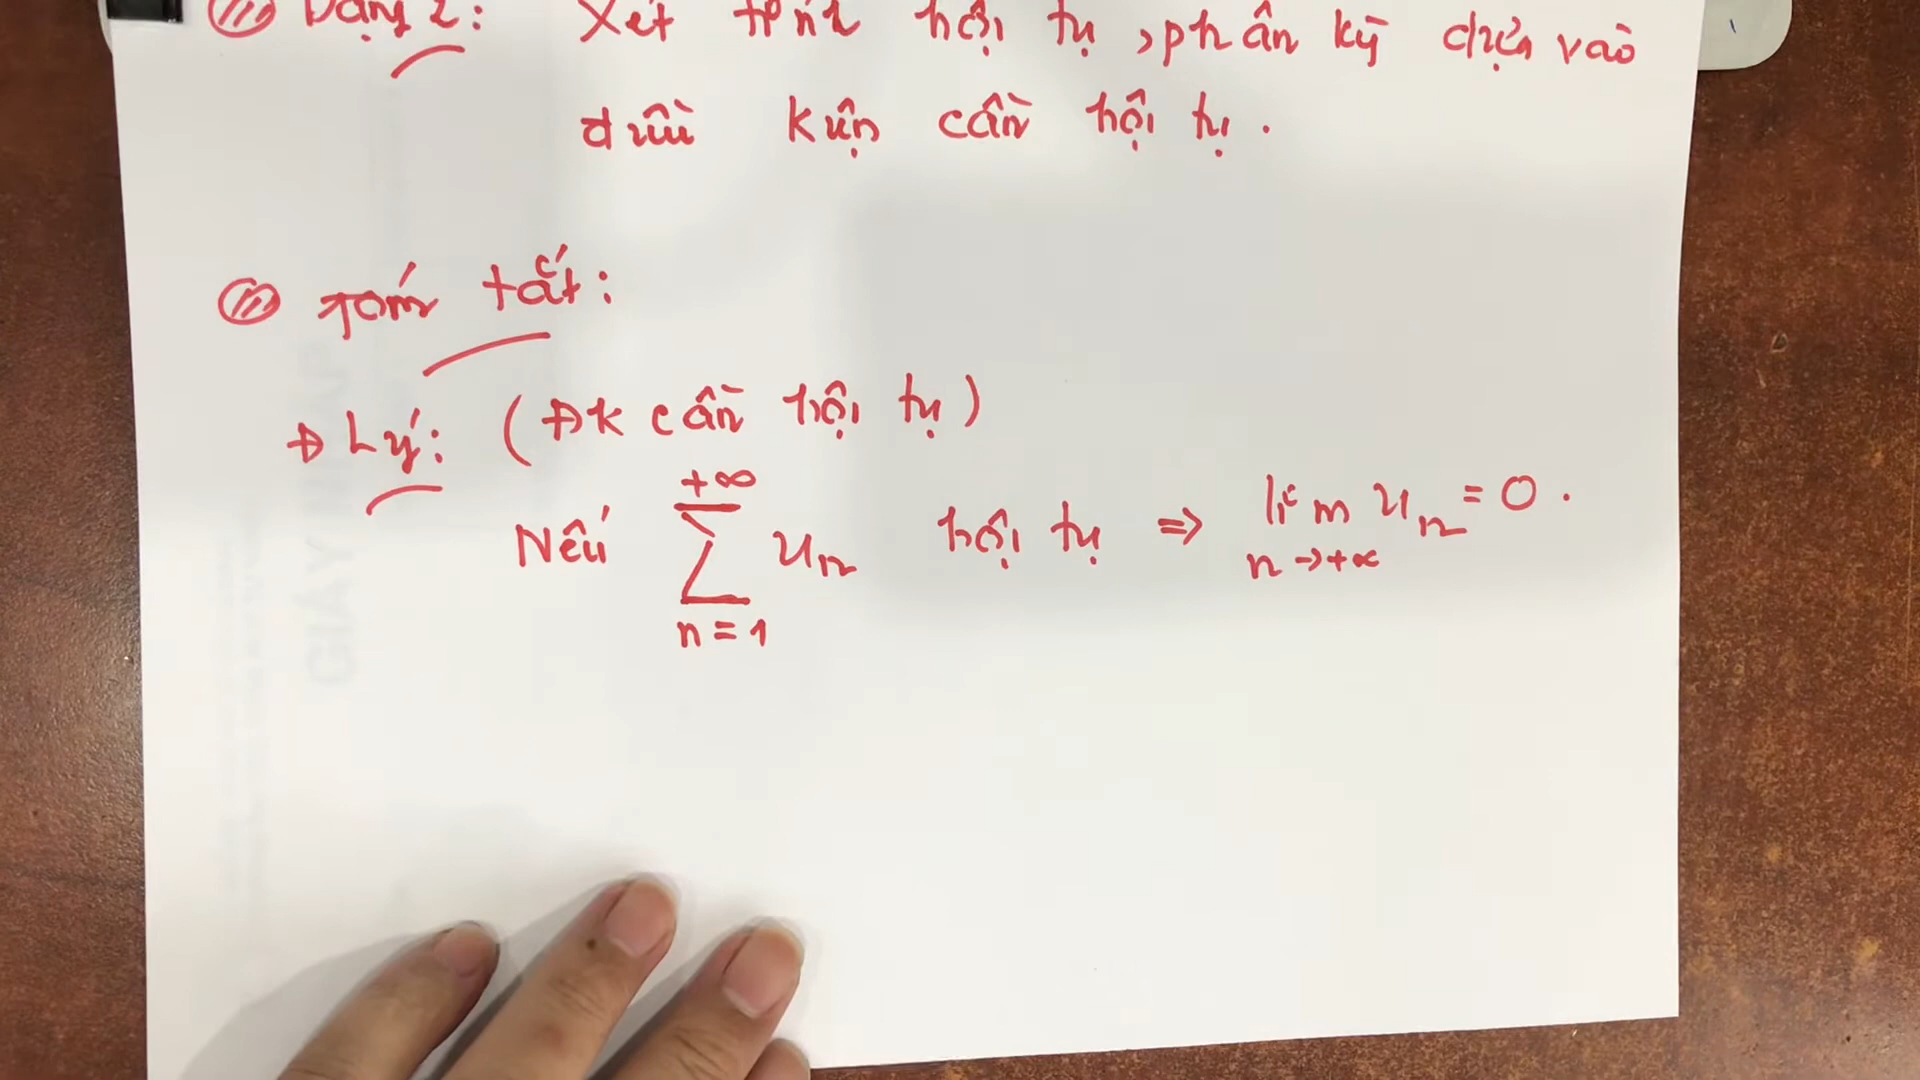 Dạng 2: Xét tính hội tụ, phân kỳ dựa vào
điều kiện cần hội tụ.
Tóm tắt:
Đ Lý: (ĐK cần hội tụ)
Nếu \sum_{n=1}^{+∞} u_n hội tụ ⇒ lim_{n→+∞} u_n = 0.